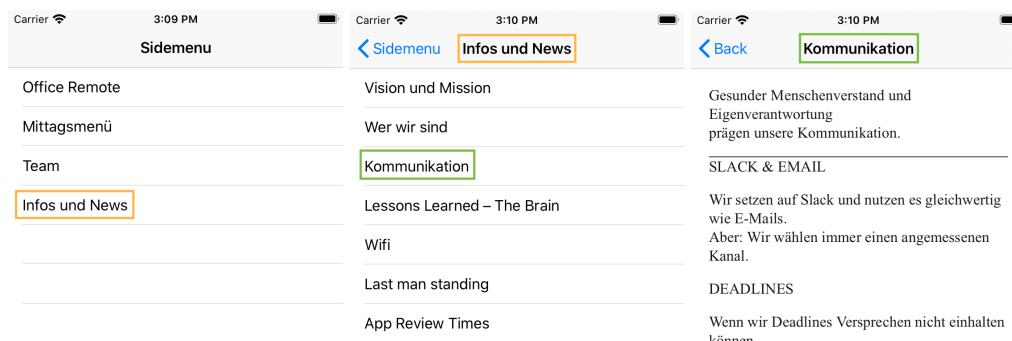 Carrier 3:09 PM
Sidemenu
Office Remote
Mittagsmenü
Team
Infos und News
Carrier 3:10 PM
Sidemenu Infos und News
Vision und Mission
Wer wir sind
Kommunikation
Lessons Learned – The Brain
Wifi
Last man standing
App Review Times
Carrier 3:10 PM
Back Kommunikation
Gesunder Menschenverstand und
Eigenverantwortung
prägen unsere Kommunikation.
SLACK & EMAIL
Wir setzen auf Slack und nutzen es gleichwertig
wie E-Mails.
Aber: Wir wählen immer einen angemessenen
Kanal.
DEADLINES
Wenn wir Deadlines Versprechen nicht einhalten
können